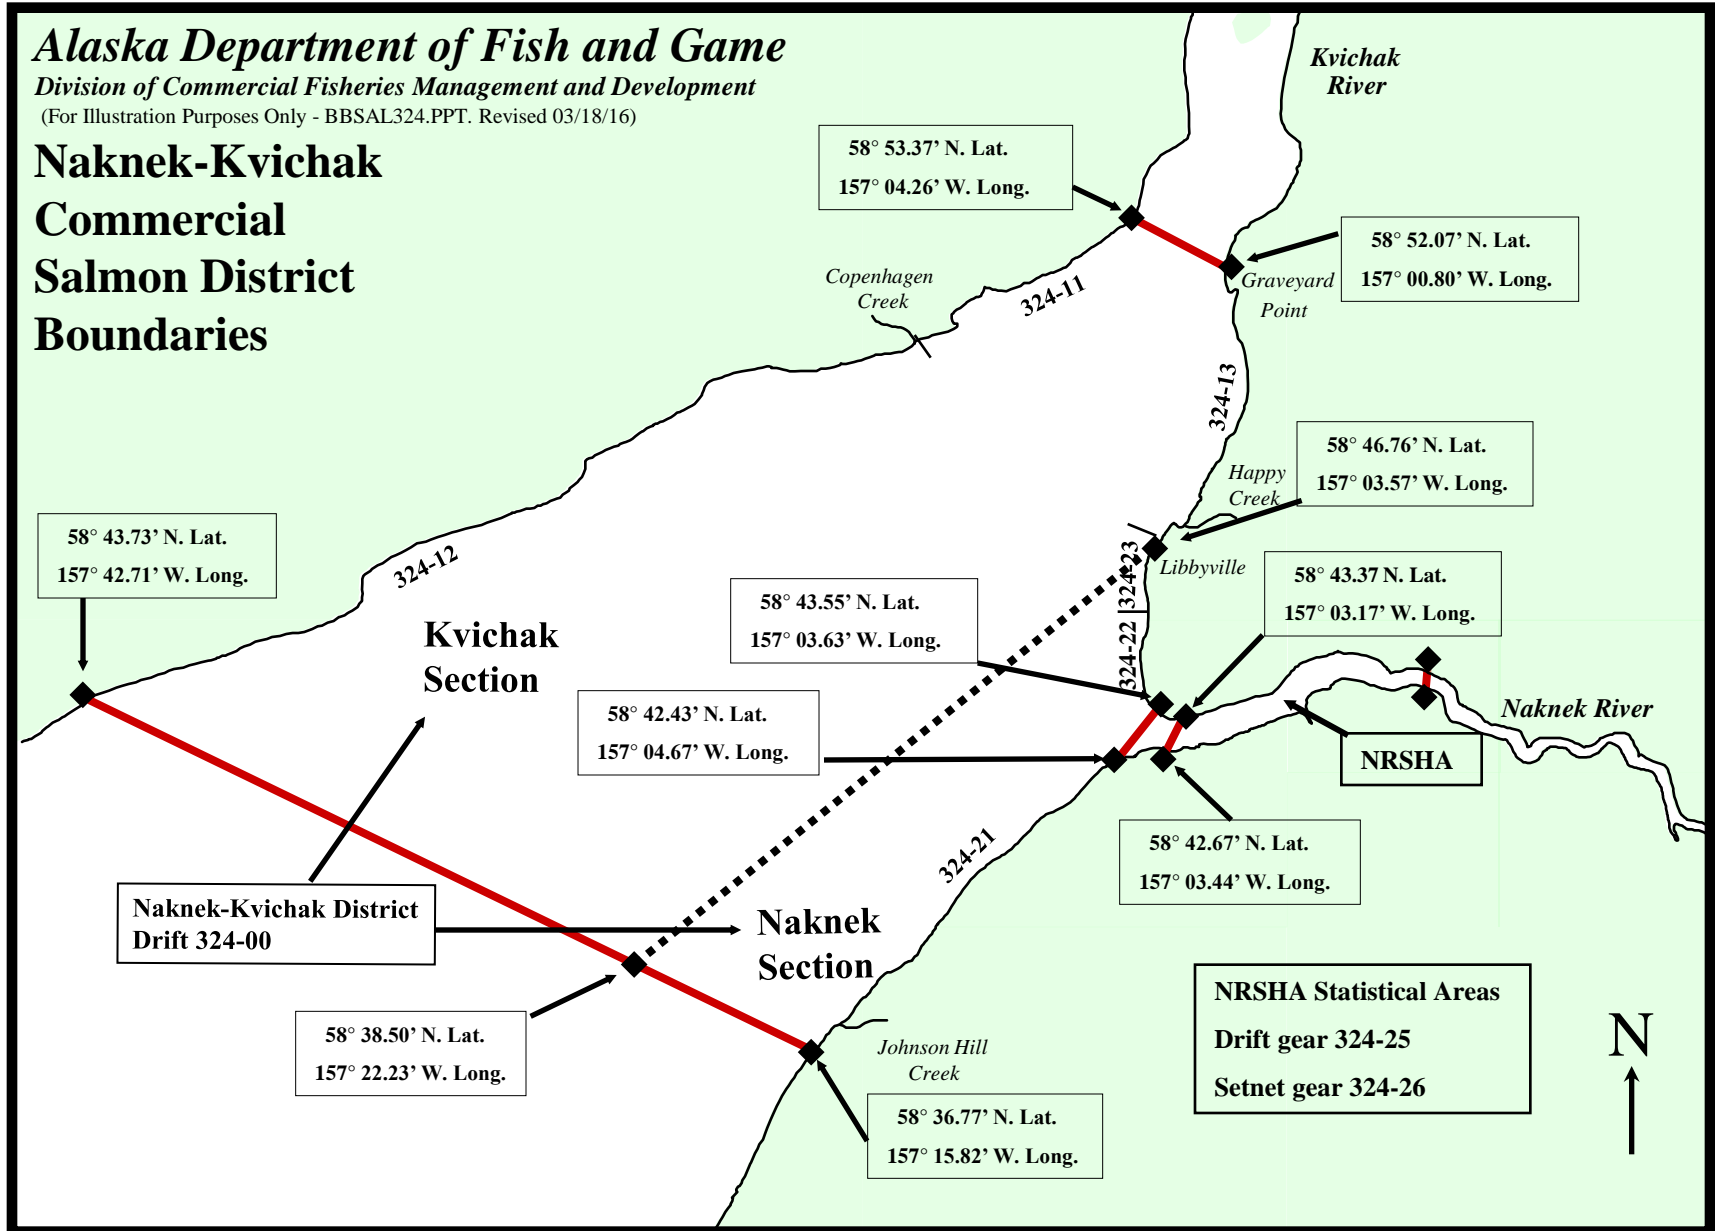 Alaska Department of Fish and Game
Division of Commercial Fisheries Management and Development
(For Illustration Purposes Only - BBSAL324.PPT. Revised 03/18/16)
Naknek-Kvichak
Commercial
Salmon District
Boundaries
Kvichak
River
58° 53.37’ N. Lat.
157° 04.26’ W. Long.
58° 52.07’ N. Lat.
157° 00.80’ W. Long.
Graveyard
Point
Copenhagen
Creek
324-11
324-13
58° 46.76’ N. Lat.
157° 03.57’ W. Long.
Happy
Creek
58° 43.73’ N. Lat.
157° 42.71’ W. Long.
324-12
324-23
Libbyville
58° 43.37 N. Lat.
157° 03.17’ W. Long.
58° 43.55’ N. Lat.
157° 03.63’ W. Long.
324-22
Kvichak
Section
58° 42.43’ N. Lat.
157° 04.67’ W. Long.
Naknek River
NRSHA
58° 42.67’ N. Lat.
157° 03.44’ W. Long.
324-21
Naknek-Kvichak District
Drift 324-00
Naknek
Section
58° 38.50’ N. Lat.
157° 22.23’ W. Long.
Johnson Hill
Creek
58° 36.77’ N. Lat.
157° 15.82’ W. Long.
NRSHA Statistical Areas
Drift gear 324-25
Setnet gear 324-26
N